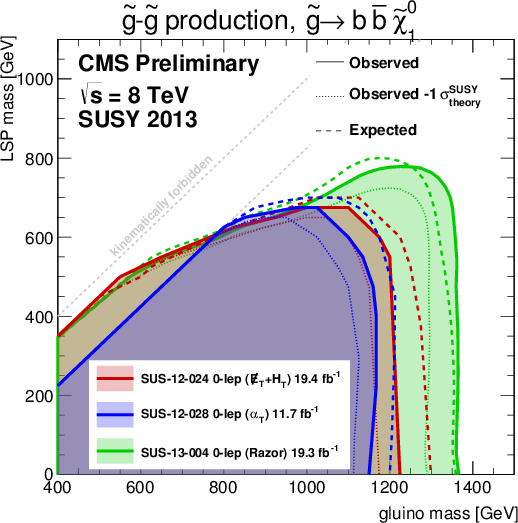 g̃-g̃ production, g̃→ b b̅ χ̃₁⁰
CMS Preliminary
√s = 8 TeV
SUSY 2013
Observed
Observed -1 σ^SUSY_theory
Expected
kinematically forbidden
LSP mass [GeV]
1000
800
600
400
200
0
SUS-12-024 0-lep (E̸_T+H_T) 19.4 fb⁻¹
SUS-12-028 0-lep (α_T) 11.7 fb⁻¹
SUS-13-004 0-lep (Razor) 19.3 fb⁻¹
400 600 800 1000 1200 1400
gluino mass [GeV]